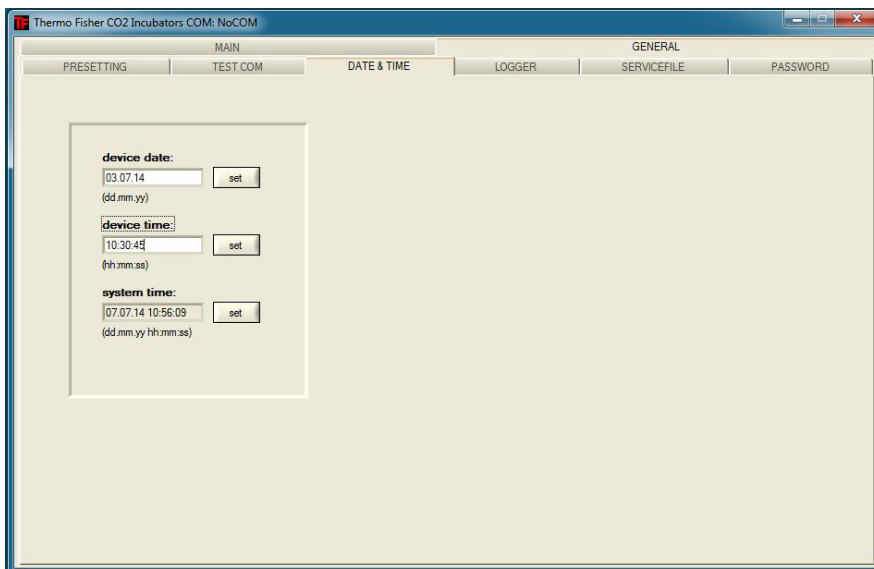 TF Thermo Fisher CO2 Incubators COM: NoCOM
MAIN GENERAL
PRESETTING TEST COM DATE & TIME LOGGER SERVICEFILE PASSWORD
device date:
03.07.14 set
(dd.mm.yy)
device time:
10:30:45 set
(hh:mm:ss)
system time:
07.07.14 10:56:09 set
(dd.mm.yy hh:mm:ss)